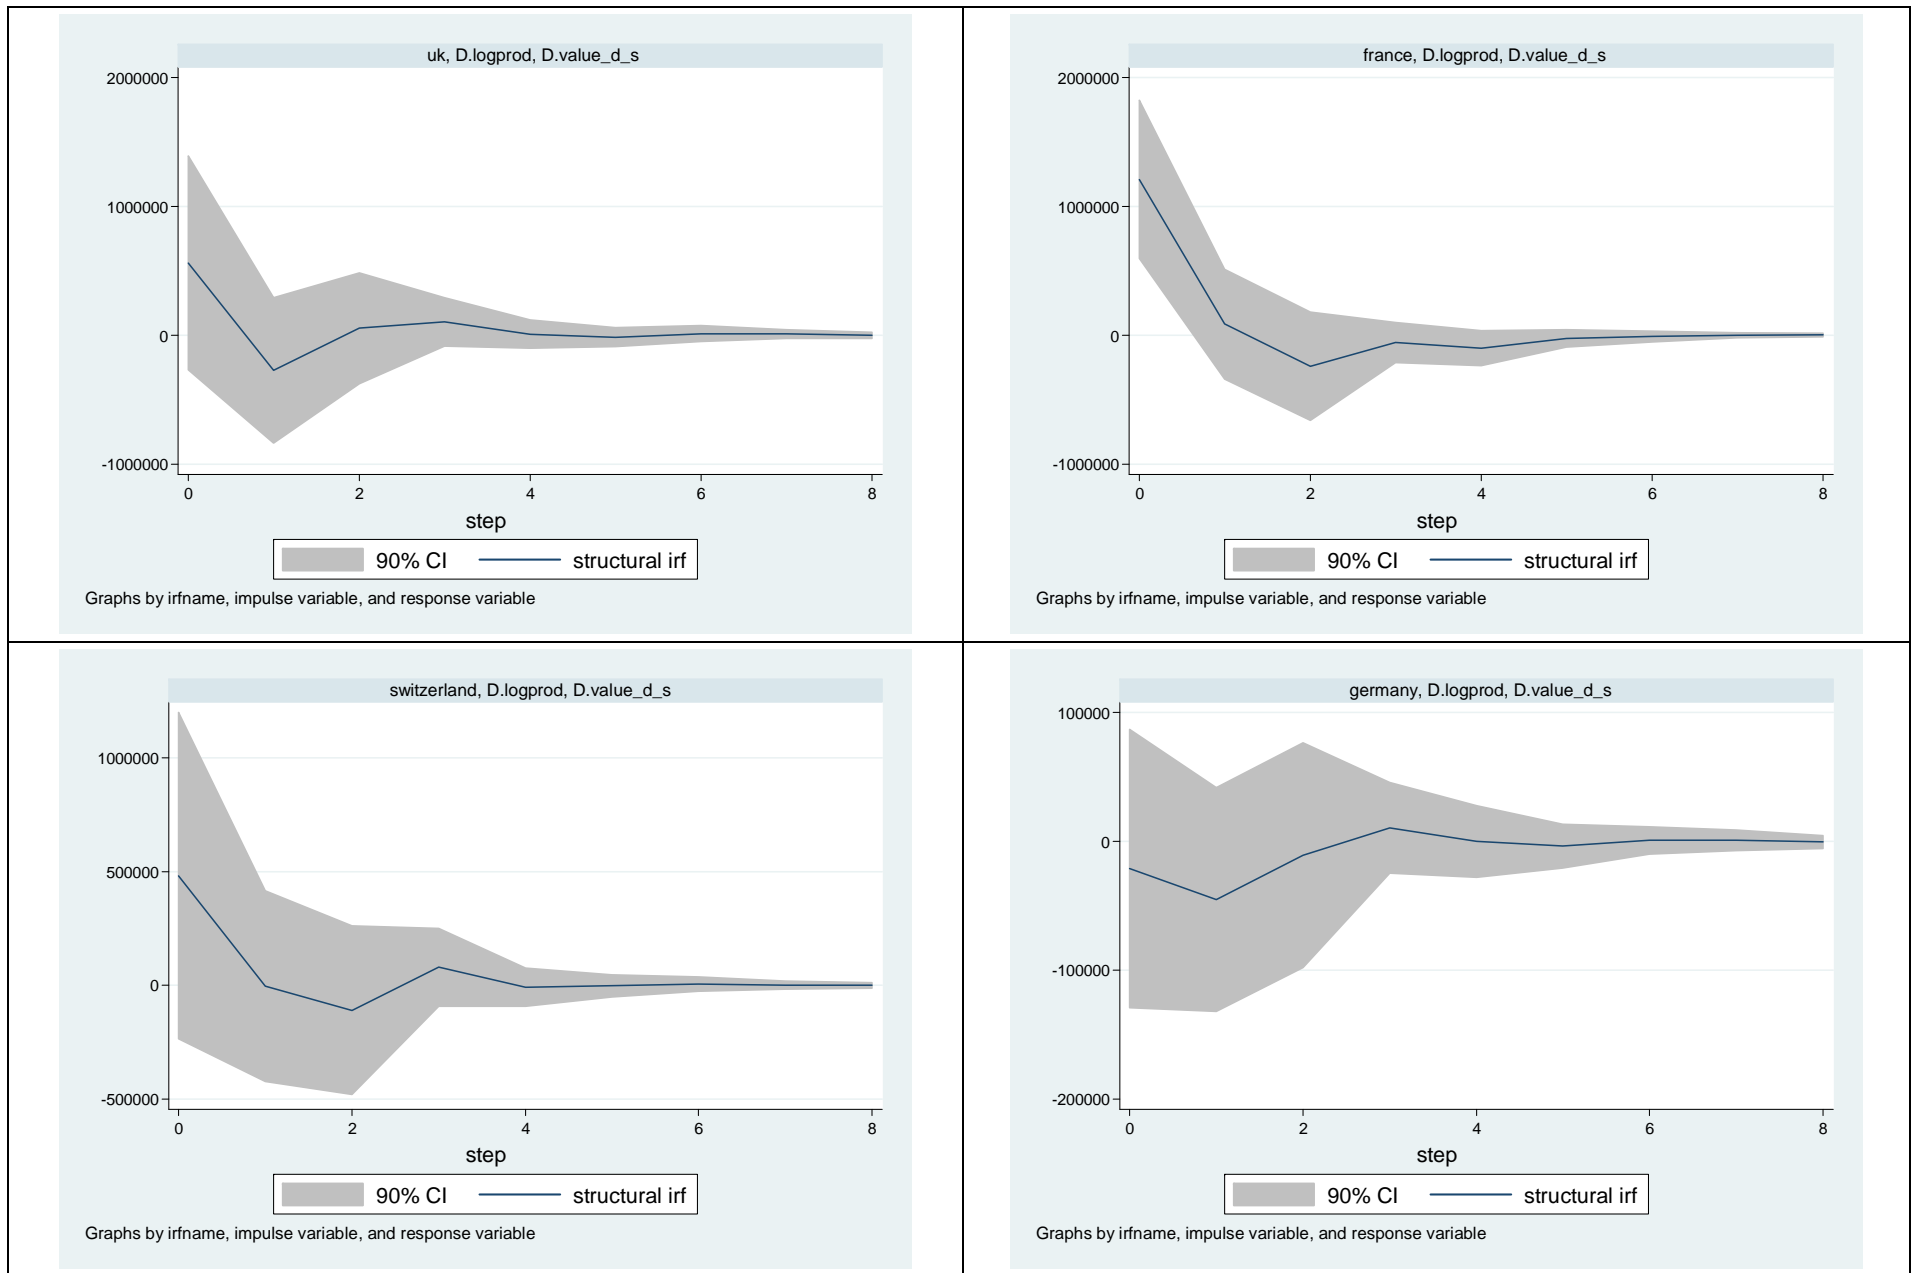 uk, D.logprod, D.value_d_s
2000000
1000000
0
-1000000
0 2 4 6 8
step
90% CI structural irf
Graphs by irfname, impulse variable, and response variable
france, D.logprod, D.value_d_s
2000000
1000000
0
-1000000
0 2 4 6 8
step
90% CI structural irf
Graphs by irfname, impulse variable, and response variable
switzerland, D.logprod, D.value_d_s
1000000
500000
0
-500000
0 2 4 6 8
step
90% CI structural irf
Graphs by irfname, impulse variable, and response variable
germany, D.logprod, D.value_d_s
100000
0
-100000
-200000
0 2 4 6 8
step
90% CI structural irf
Graphs by irfname, impulse variable, and response variable